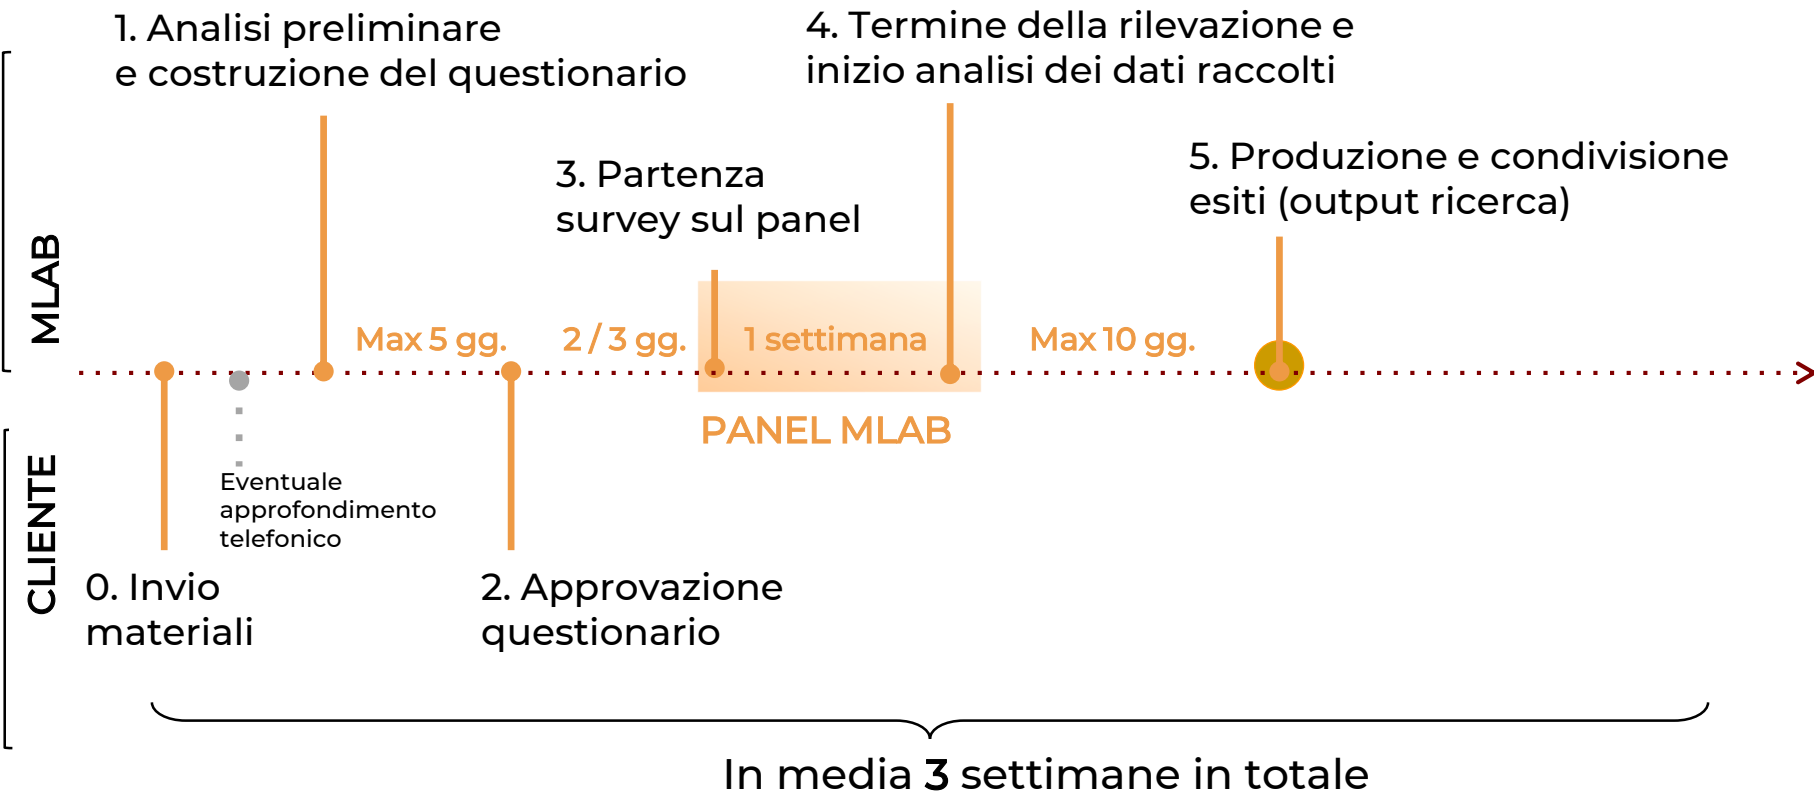 1. Analisi preliminare
e costruzione del questionario
4. Termine della rilevazione e
inizio analisi dei dati raccolti
3. Partenza
survey sul panel
5. Produzione e condivisione
esiti (output ricerca)
MLAB
Max 5 gg.
2 / 3 gg.
1 settimana
Max 10 gg.
PANEL MLAB
CLIENTE
Eventuale
approfondimento
telefonico
0. Invio
materiali
2. Approvazione
questionario
In media 3 settimane in totale